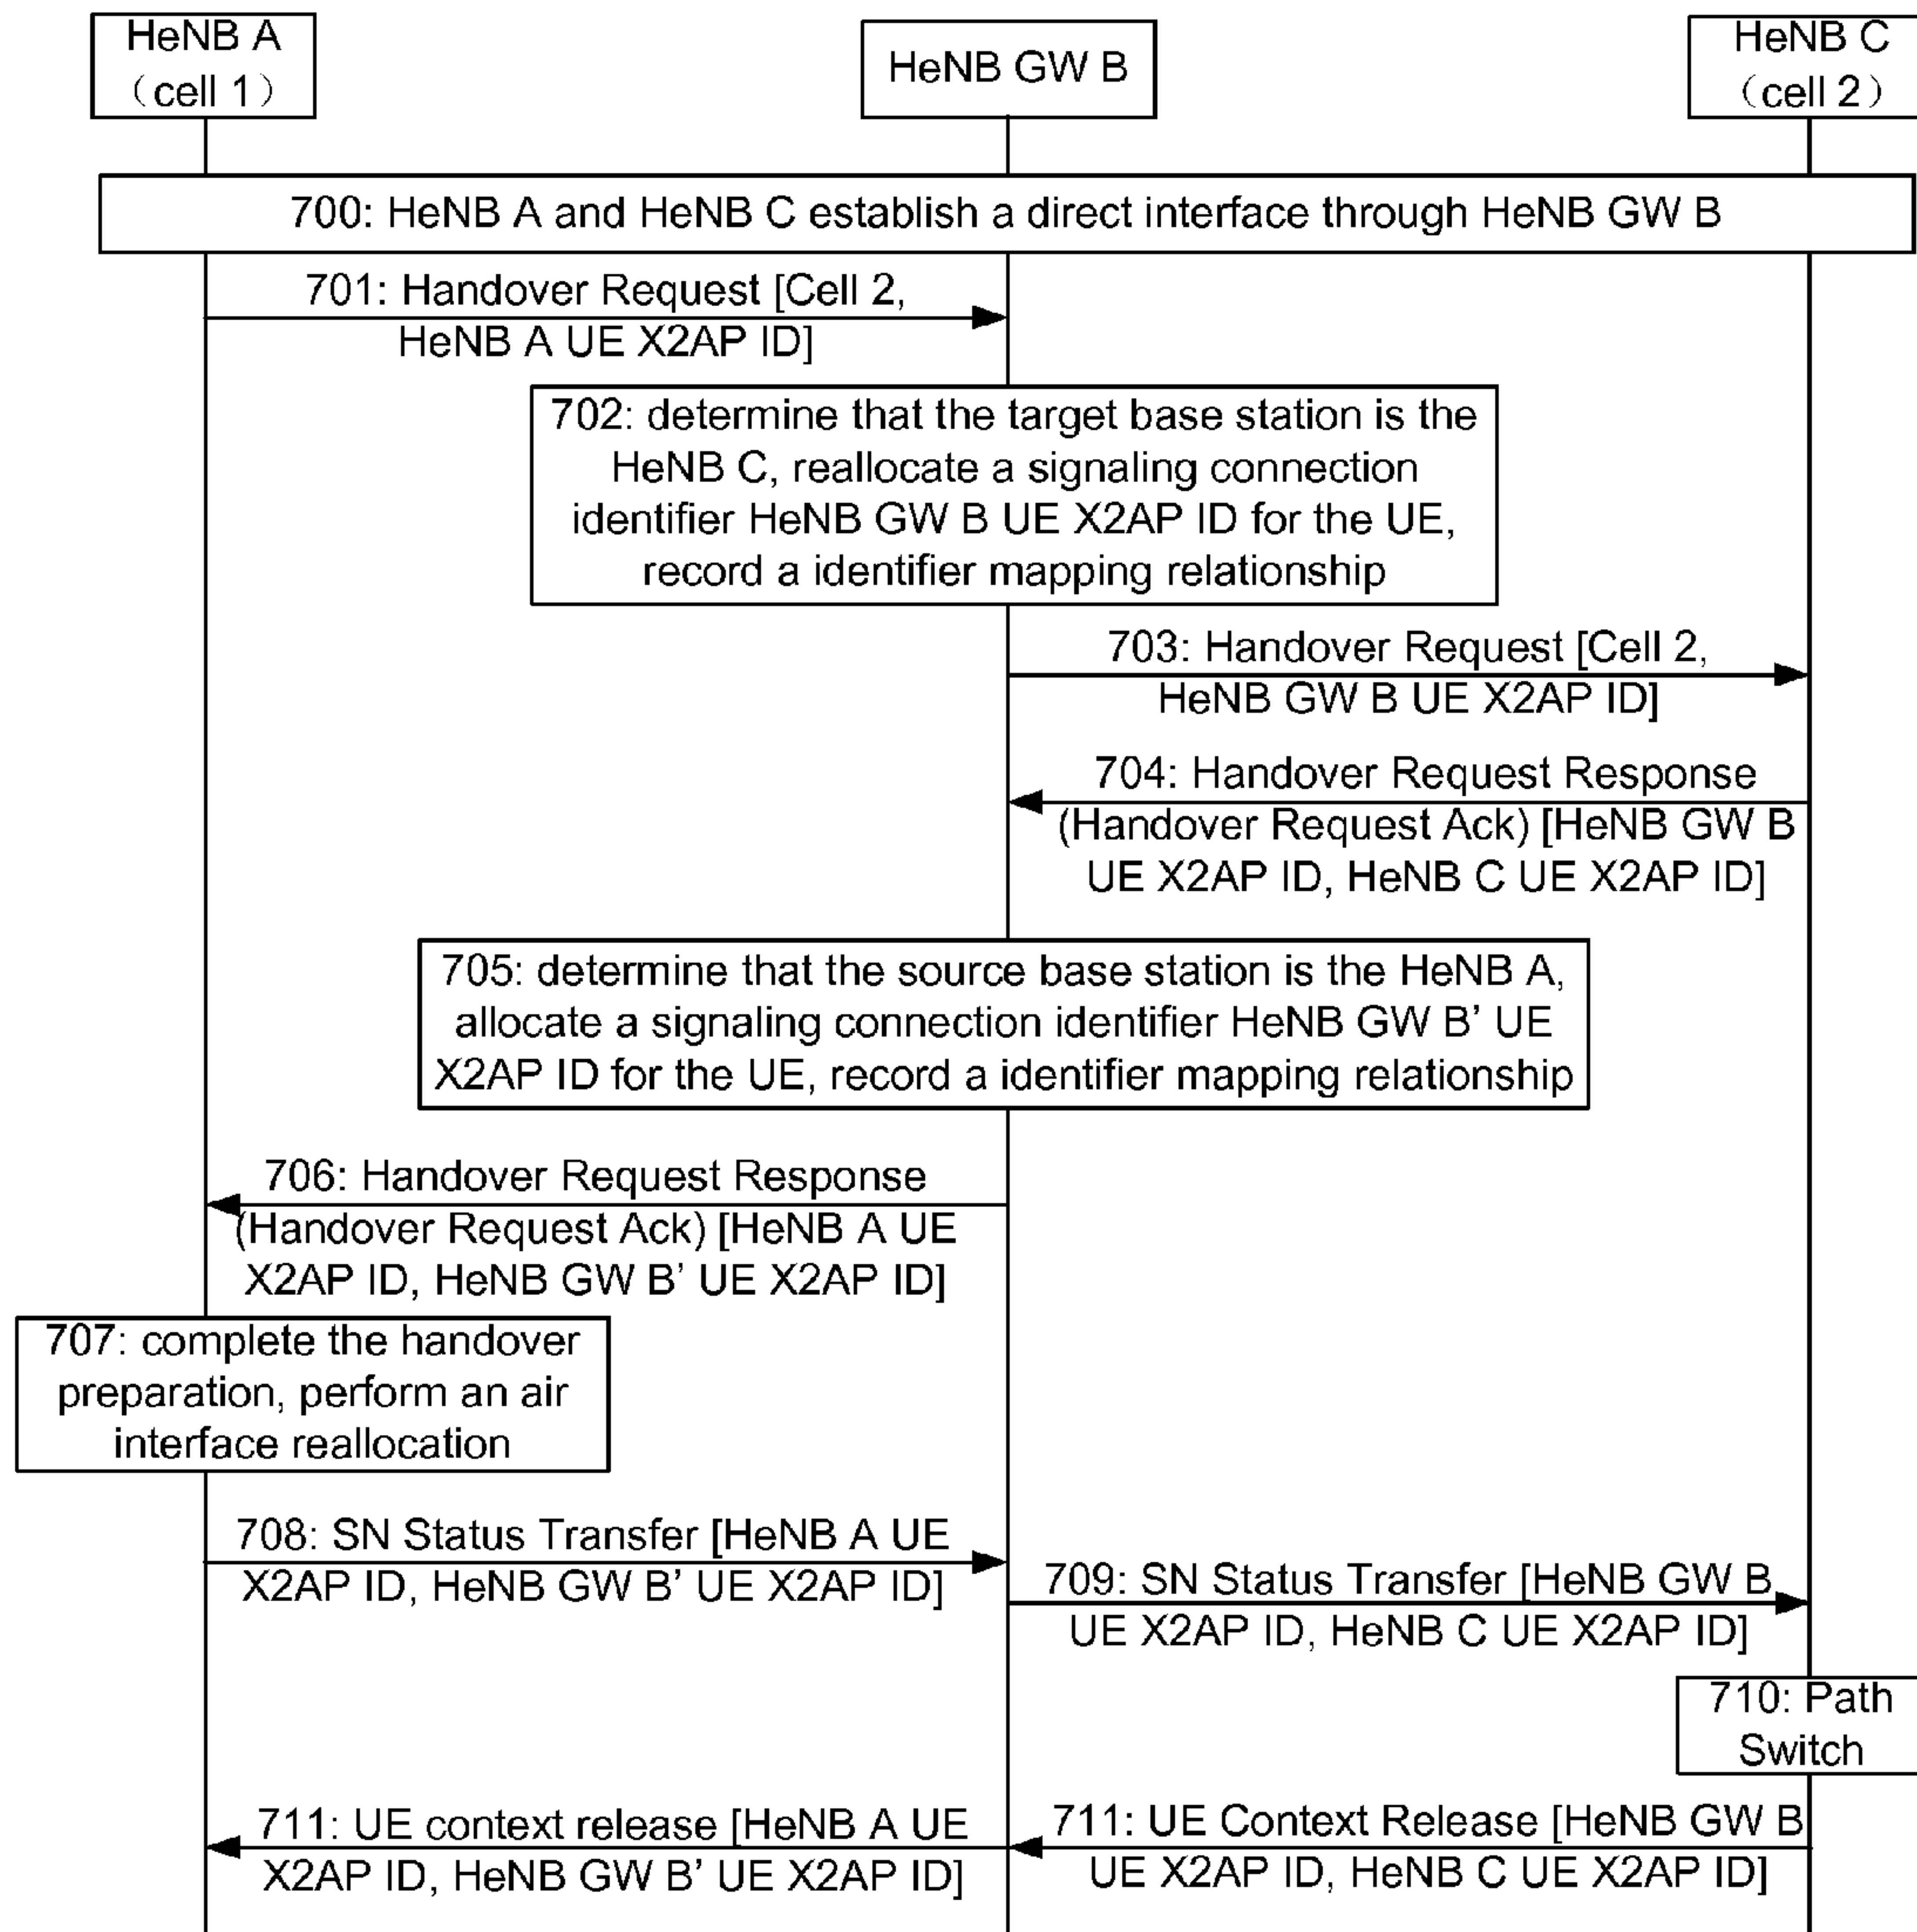 HeNB A
（cell 1）
HeNB GW B
HeNB C
（cell 2）
700: HeNB A and HeNB C establish a direct interface through HeNB GW B
701: Handover Request [Cell 2,
HeNB A UE X2AP ID]
702: determine that the target base station is the
HeNB C, reallocate a signaling connection
identifier HeNB GW B UE X2AP ID for the UE,
record a identifier mapping relationship
703: Handover Request [Cell 2,
HeNB GW B UE X2AP ID]
704: Handover Request Response
(Handover Request Ack) [HeNB GW B
UE X2AP ID, HeNB C UE X2AP ID]
705: determine that the source base station is the HeNB A,
allocate a signaling connection identifier HeNB GW B’ UE
X2AP ID for the UE, record a identifier mapping relationship
706: Handover Request Response
(Handover Request Ack) [HeNB A UE
X2AP ID, HeNB GW B’ UE X2AP ID]
707: complete the handover
preparation, perform an air
interface reallocation
708: SN Status Transfer [HeNB A UE
X2AP ID, HeNB GW B’ UE X2AP ID]
709: SN Status Transfer [HeNB GW B
UE X2AP ID, HeNB C UE X2AP ID]
710: Path
Switch
711: UE context release [HeNB A UE
X2AP ID, HeNB GW B’ UE X2AP ID]
711: UE Context Release [HeNB GW B
UE X2AP ID, HeNB C UE X2AP ID]